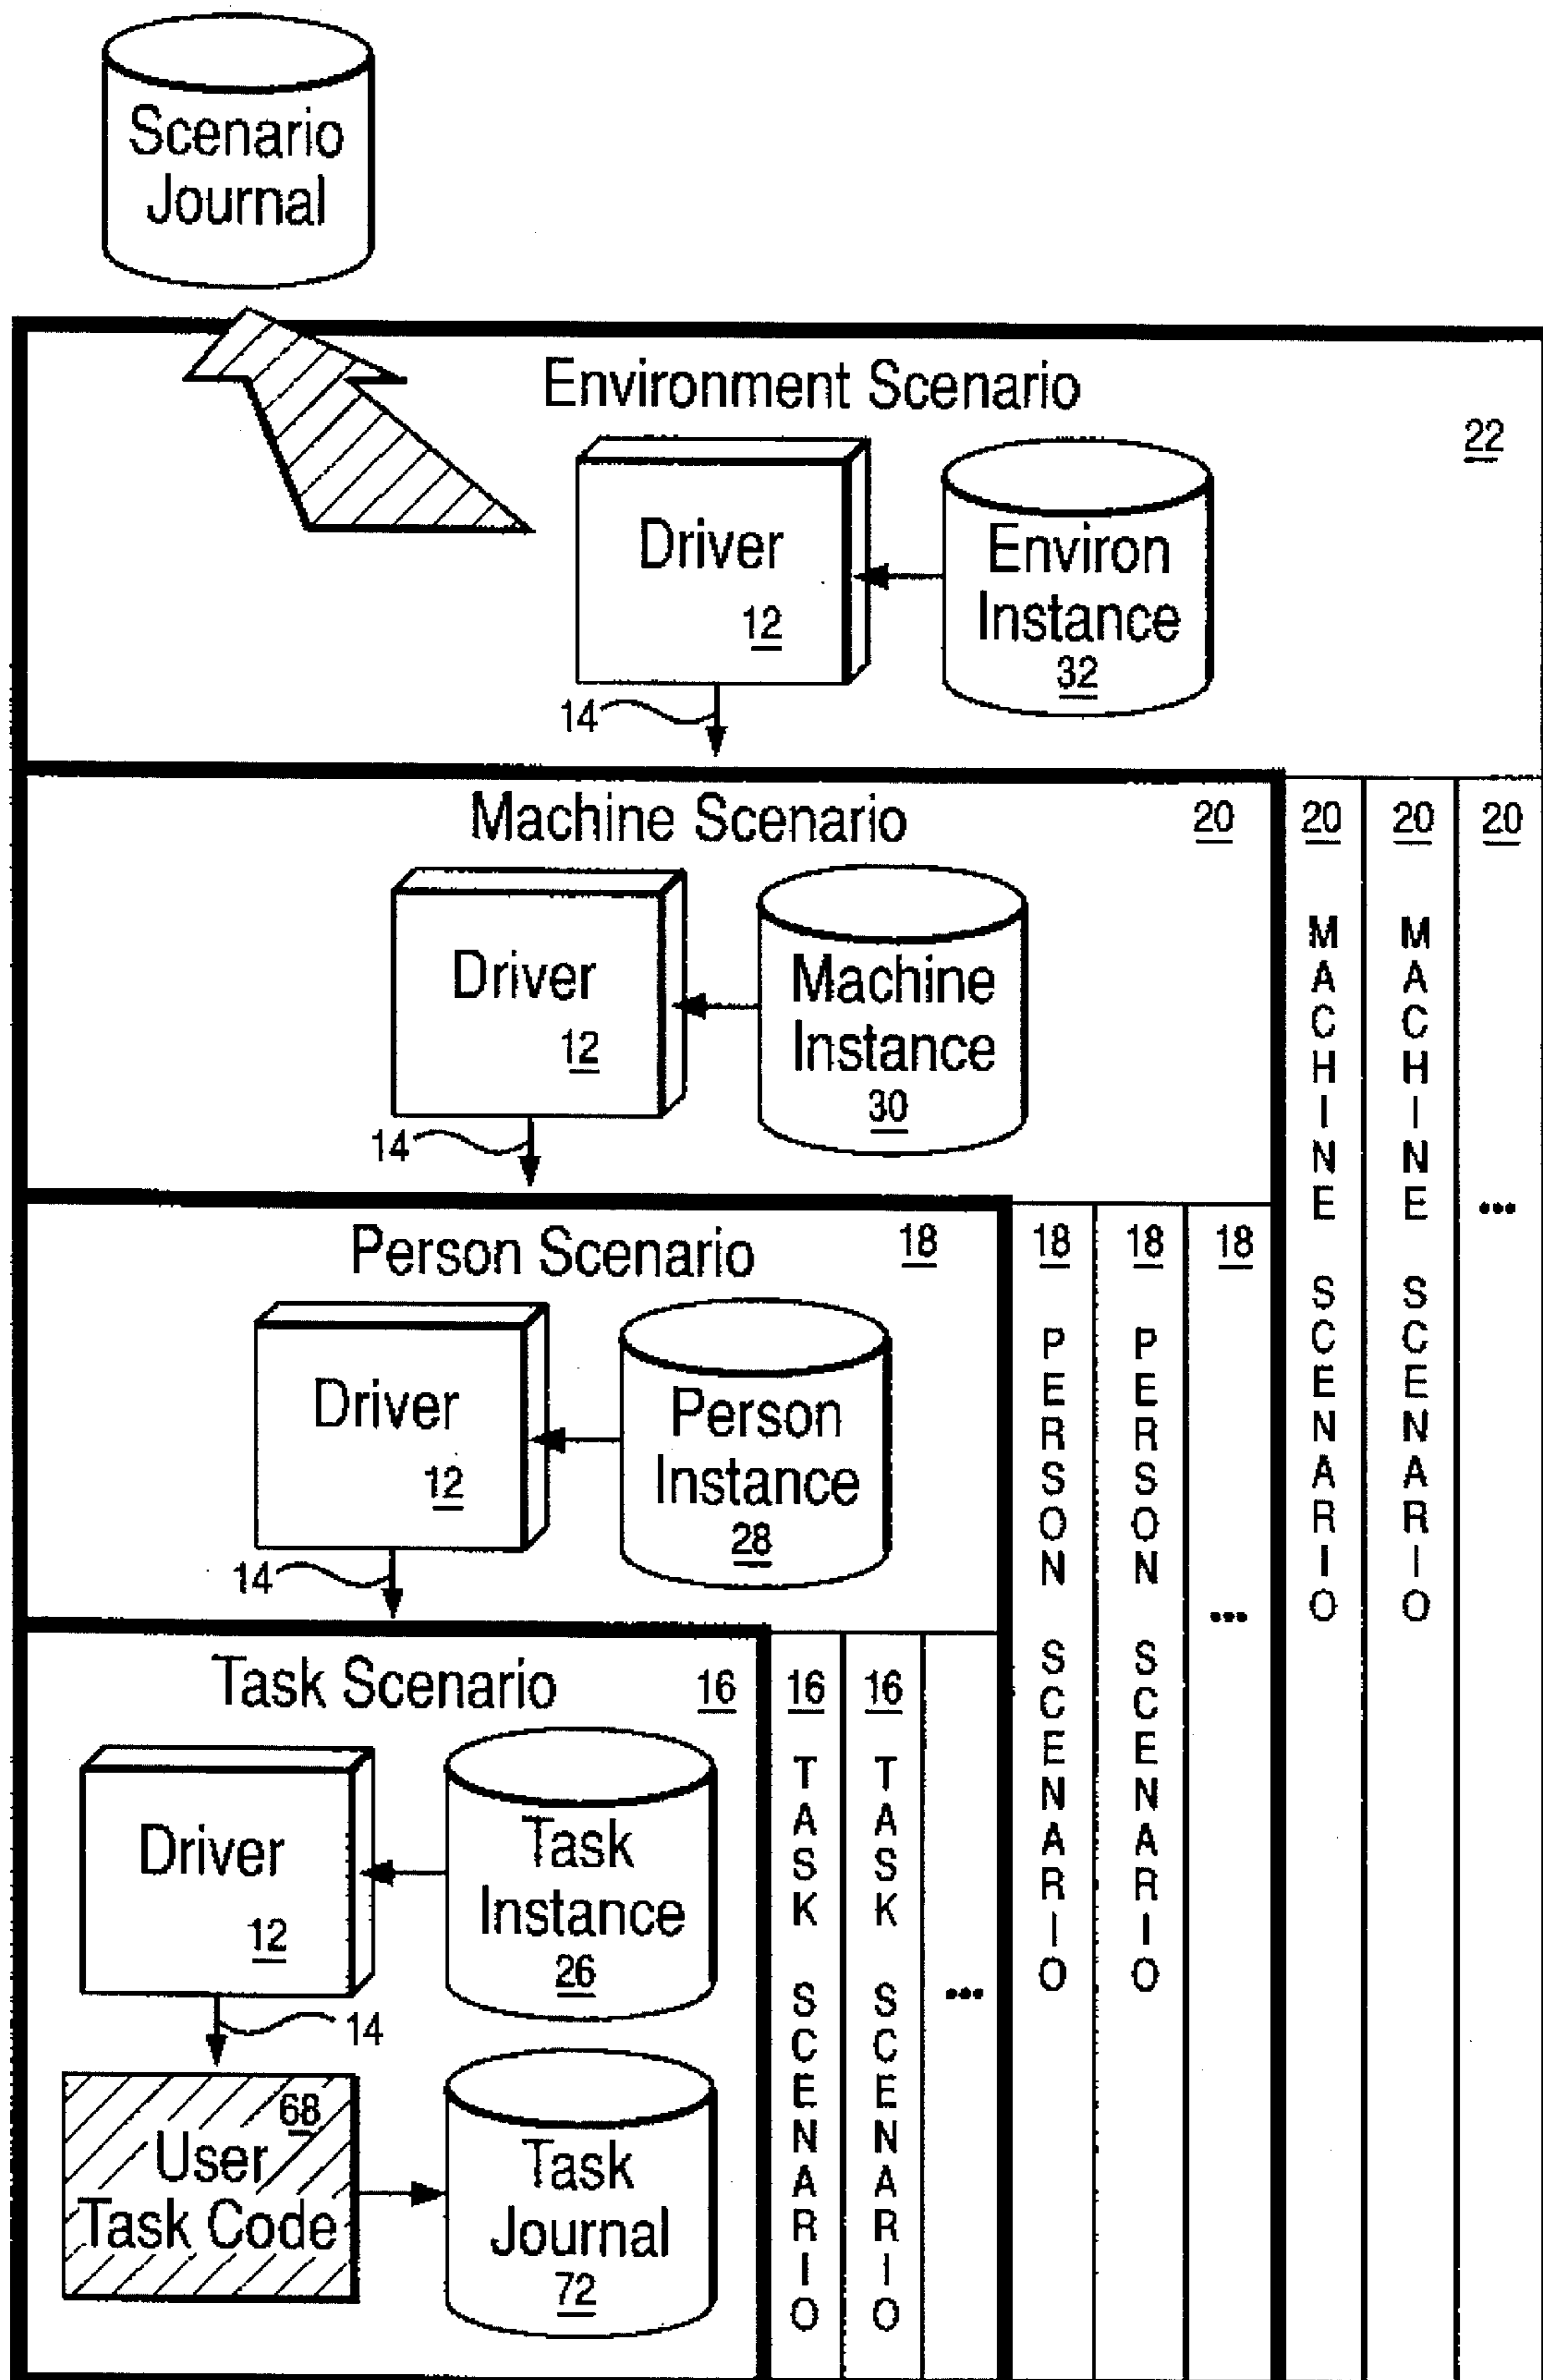 Scenario
Journal
Environment Scenario
22
Driver
12
Environ
Instance
32
14
Machine Scenario
20
20
20
20
Driver
12
Machine
Instance
30
14
MACHINE SCENARIO
MACHINE SCENARIO
...
Person Scenario
18
18
18
18
Driver
12
Person
Instance
28
14
PERSON SCENARIO
PERSON SCENARIO
...
Task Scenario
16
16
16
Driver
12
Task
Instance
26
14
TASK SCENARIO
TASK SCENARIO
...
68
User
Task Code
Task
Journal
72